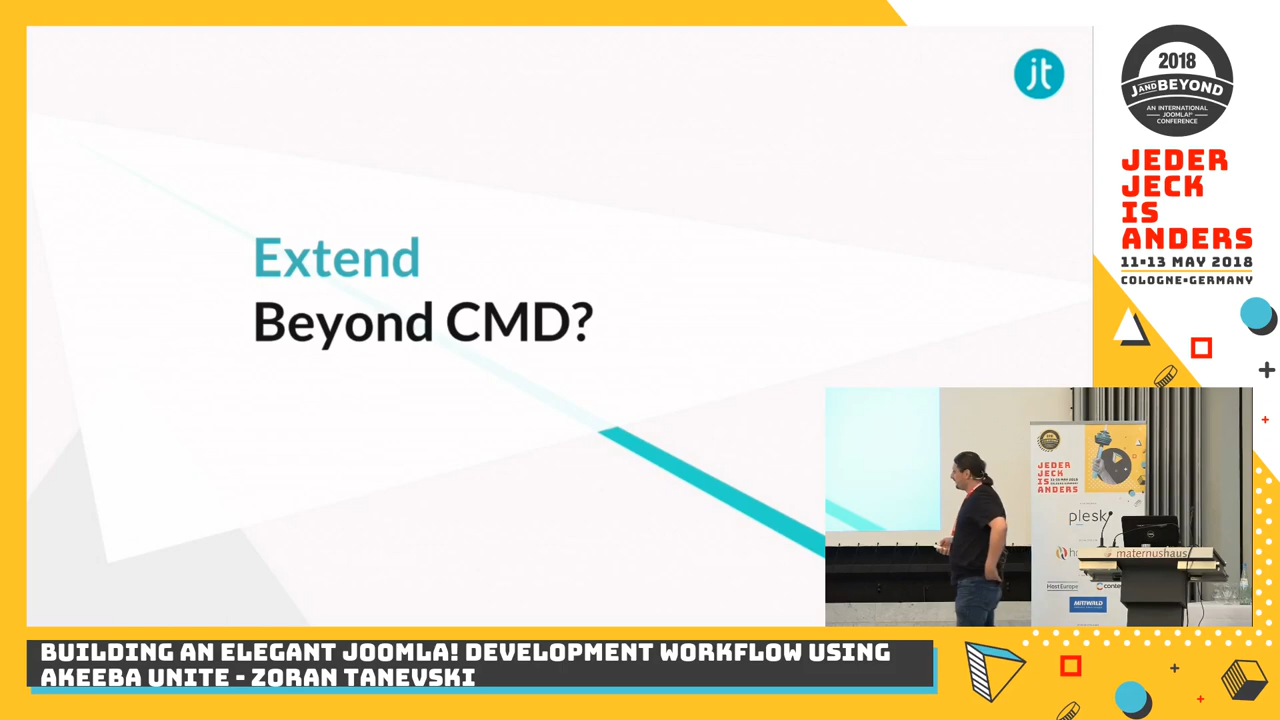 jt
Extend
Beyond CMD?
2018
J AND BEYOND
AN INTERNATIONAL
JOOMLA!
CONFERENCE
JEDER
JECK
IS
ANDERS
11-13 MAY 2018
COLOGNE GERMANY
JEDER
JECK
IS
ANDERS
plesk
maternushaus
HostEurope
MITTWALD
BUILDING AN ELEGANT JOOMLA! DEVELOPMENT WORKFLOW USING
AKEEBA UNITE - ZORAN TANEVSKI